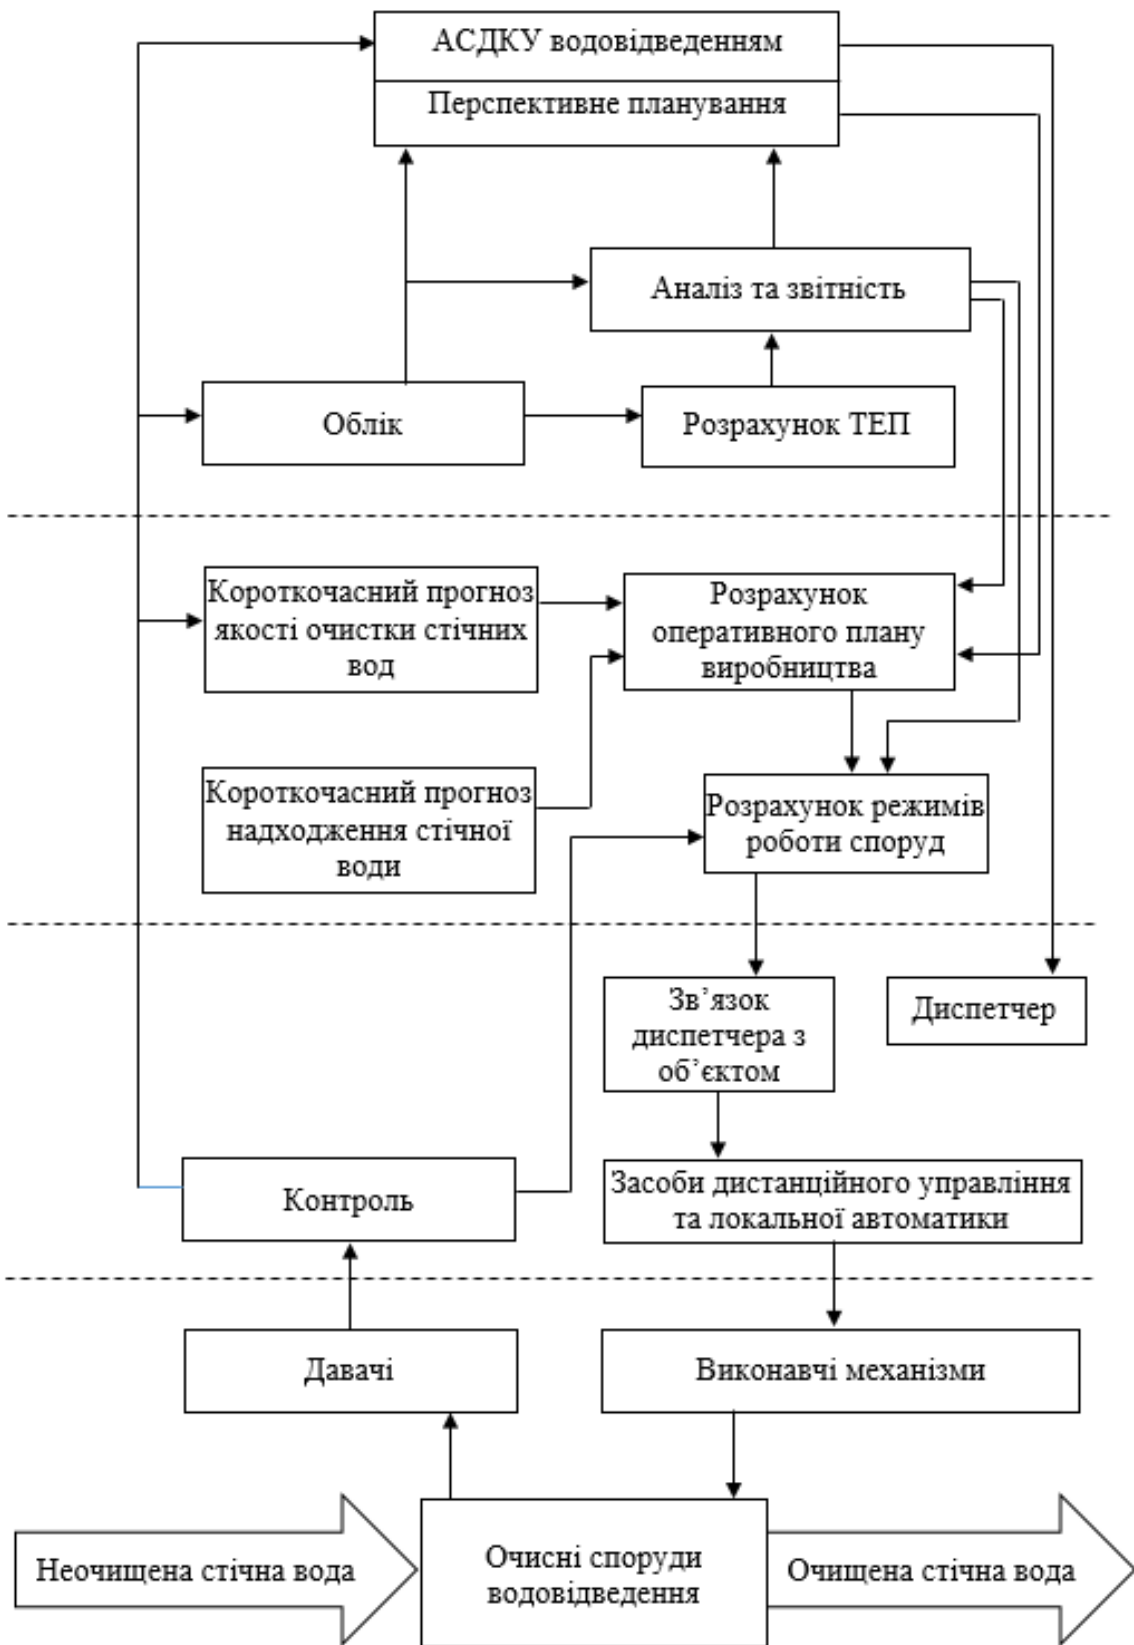 АСДКУ водовідведенням
Перспективне планування
Аналіз та звітність
Облік
Розрахунок ТЕП
Короткочасний прогноз
якості очистки стічних
вод
Розрахунок
оперативного плану
виробництва
Короткочасний прогноз
надходження стічної
води
Розрахунок режимів
роботи споруд
Зв’язок
диспетчера з
об’єктом
Диспетчер
Контроль
Засоби дистанційного управління
та локальної автоматики
Давачі
Виконавчі механізми
Неочищена стічна вода
Очисні споруди
водовідведення
Очищена стічна вода